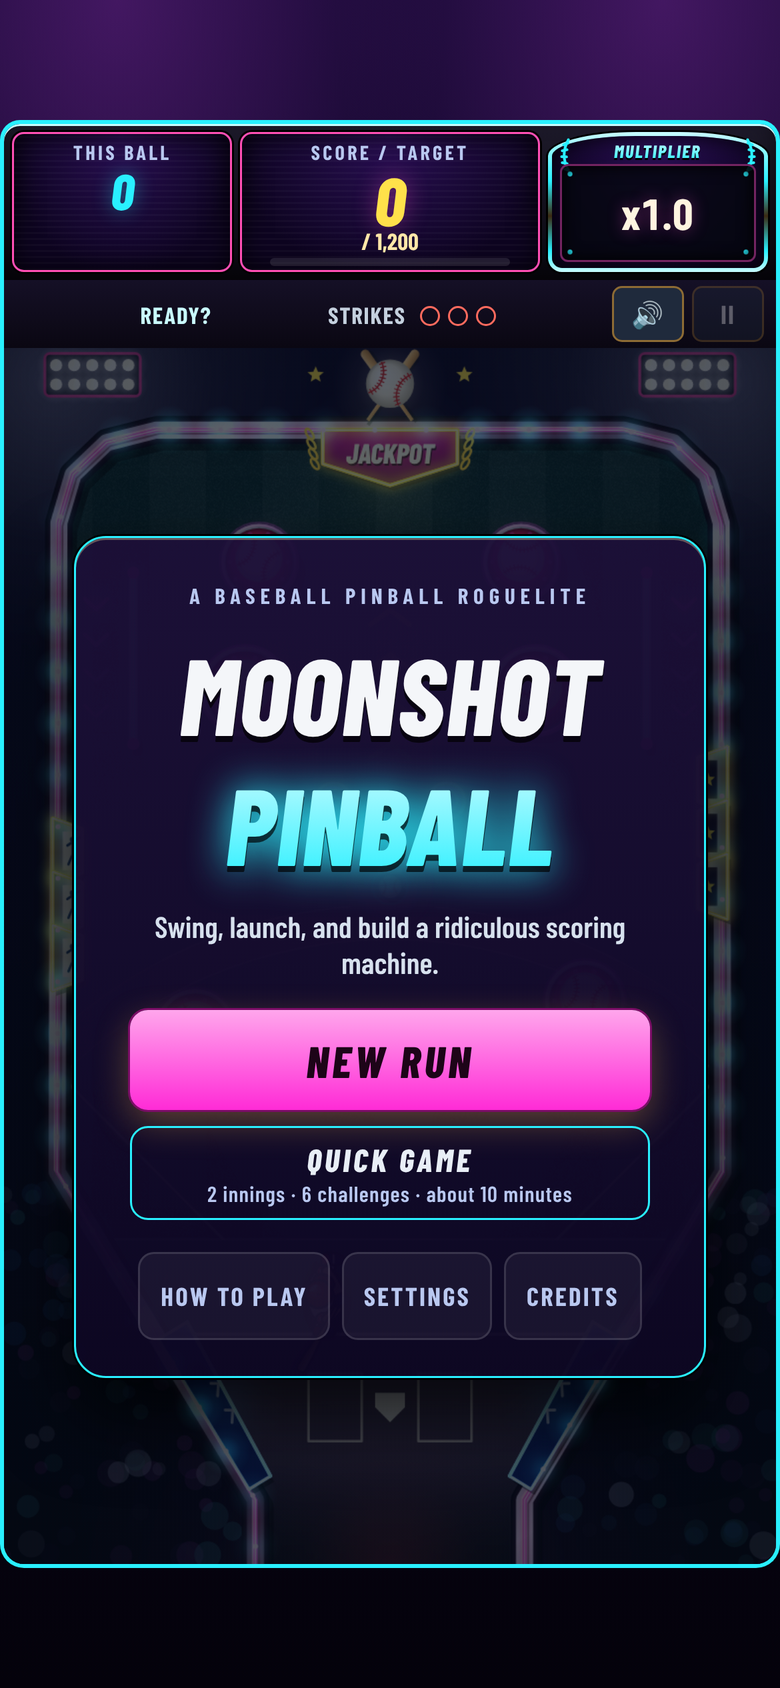 THIS BALL
0
SCORE / TARGET
0
/ 1,200
MULTIPLIER
x1.0
READY?
STRIKES
JACKPOT
A BASEBALL PINBALL ROGUELITE
MOONSHOT
PINBALL
Swing, launch, and build a ridiculous scoring
machine.
NEW RUN
QUICK GAME
2 innings · 6 challenges · about 10 minutes
HOW TO PLAY
SETTINGS
CREDITS